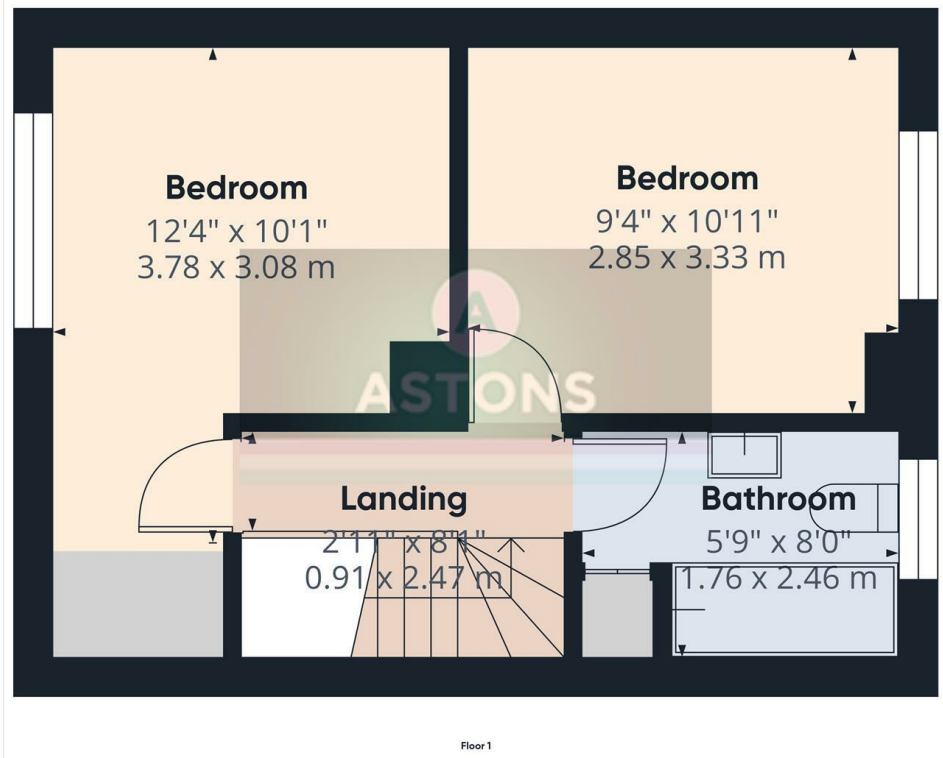 Bedroom
12'4" x 10'1"
3.78 x 3.08 m
Bedroom
9'4" x 10'11"
2.85 x 3.33 m
A
ASTONS
Landing
2'11" x 8'1"
0.91 x 2.47 m
Bathroom
5'9" x 8'0"
1.76 x 2.46 m
Floor 1